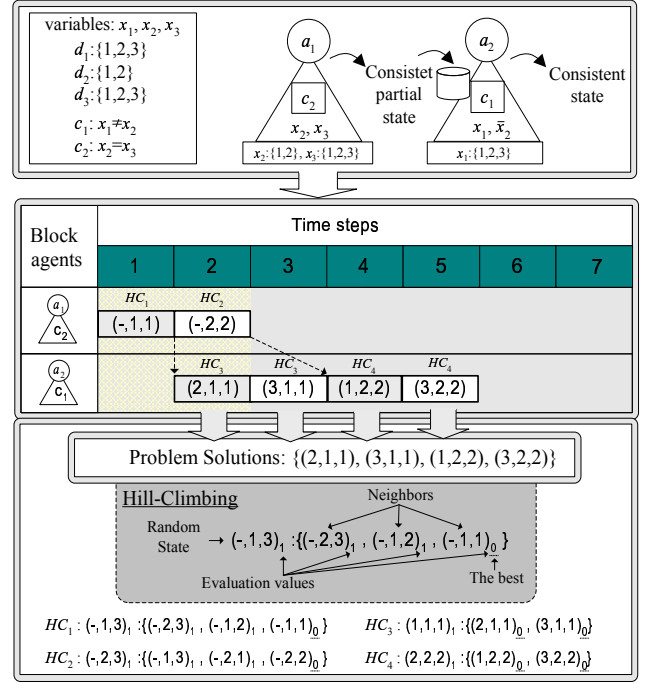 variables: x1, x2, x3
d1:{1,2,3}
d2:{1,2}
d3:{1,2,3}
c1: x1≠x2
c2: x2=x3
a1
c2
x2, x3
x2:{1,2}, x3:{1,2,3}
Consistet
partial
state
a2
c1
x1, x̄2
x1:{1,2,3}
Consistent
state
Block
agents
Time steps
1 2 3 4 5 6 7
a1
c2
HC1 HC2
(-,1,1) (-,2,2)
a2
c1
HC3 HC4 HC4
(2,1,1) (3,1,1) (1,2,2) (3,2,2)
Problem Solutions: {(2,1,1), (3,1,1), (1,2,2), (3,2,2)}
Hill-Climbing
Neighbors
Random
State
→ (-,1,3)1 :{(-,2,3)1 , (-,1,2)1 , (-,1,1)0 }
Evaluation values
The best
HC1 : (-,1,3)1 :{(-,2,3)1 , (-,1,2)1 , (-,1,1)0 }
HC3 : (1,1,1)1 :{(2,1,1)0 , (3,1,1)0}
HC2 : (-,2,3)1 :{(-,1,3)1 , (-,2,1)1 , (-,2,2)0 }
HC4 : (2,2,2)1 :{(1,2,2)0 , (3,2,2)0}